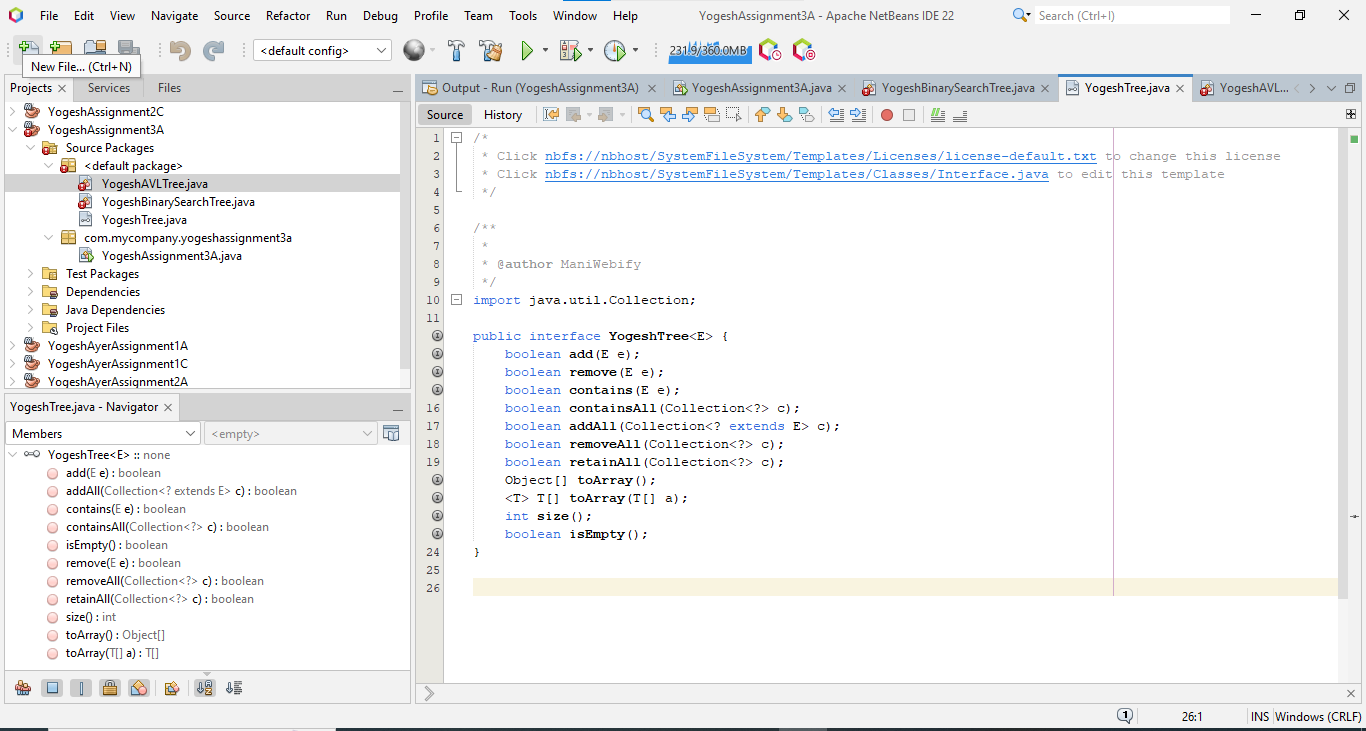 File Edit View Navigate Source Refactor Run Debug Profile Team Tools Window Help YogeshAssignment3A - Apache NetBeans IDE 22 Search (Ctrl+I)
<default config> 231.9/360.0MB
New File... (Ctrl+N)
Projects Services Files
YogeshAssignment2C
YogeshAssignment3A
Source Packages
<default package>
YogeshAVLTree.java
YogeshBinarySearchTree.java
YogeshTree.java
com.mycompany.yogeshassignment3a
YogeshAssignment3A.java
Test Packages
Dependencies
Java Dependencies
Project Files
YogeshAyerAssignment1A
YogeshAyerAssignment1C
YogeshAyerAssignment2A
YogeshTree.java - Navigator
Members <empty>
YogeshTree<E> :: none
add(E e) : boolean
addAll(Collection<? extends E> c) : boolean
contains(E e) : boolean
containsAll(Collection<?> c) : boolean
isEmpty() : boolean
remove(E e) : boolean
removeAll(Collection<?> c) : boolean
retainAll(Collection<?> c) : boolean
size() : int
toArray() : Object[]
toArray(T[] a) : T[]
Output - Run (YogeshAssignment3A) YogeshAssignment3A.java YogeshBinarySearchTree.java YogeshTree.java YogeshAVL...
Source History
1 /*
2 * Click nbfs://nbhost/SystemFileSystem/Templates/Licenses/license-default.txt to change this license
3 * Click nbfs://nbhost/SystemFileSystem/Templates/Classes/Interface.java to edit this template
4 */
5
6 /**
7 *
8 * @author ManiWebify
9 */
10 import java.util.Collection;
11
public interface YogeshTree<E> {
boolean add(E e);
boolean remove(E e);
boolean contains(E e);
16 boolean containsAll(Collection<?> c);
17 boolean addAll(Collection<? extends E> c);
18 boolean removeAll(Collection<?> c);
19 boolean retainAll(Collection<?> c);
Object[] toArray();
<T> T[] toArray(T[] a);
int size();
boolean isEmpty();
24 }
25
26
1 26:1 INS Windows (CRLF)